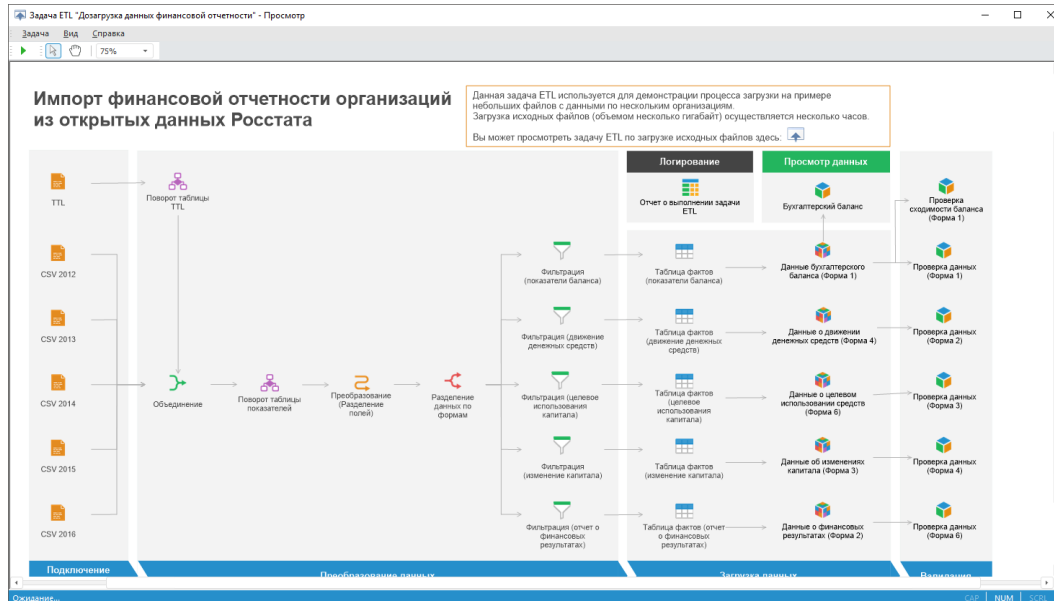 Задача ETL "Дозагрузка данных финансовой отчетности" - Просмотр
Задача Вид Справка
75%
Импорт финансовой отчетности организаций
из открытых данных Росстата
Данная задача ETL используется для демонстрации процесса загрузки на примере
небольших файлов с данными по нескольким организациям.
Загрузка исходных файлов (объемом несколько гигабайт) осуществляется несколько часов.
Вы может просмотреть задачу ETL по загрузке исходных файлов здесь:
Логирование
Просмотр данных
TTL
Поворот таблицы
TTL
Отчет о выполнении задачи
ETL
Бухгалтерский баланс
Проверка
сходимости баланса
(Форма 1)
CSV 2012
Фильтрация
(показатели баланса)
Таблица фактов
(показатели баланса)
Данные бухгалтерского
баланса (Форма 1)
Проверка данных
(Форма 1)
CSV 2013
Фильтрация (движение
денежных средств)
Таблица фактов
(движение денежных
средств)
Данные о движении
денежных средств (Форма 4)
Проверка данных
(Форма 2)
CSV 2014
Объединение
Поворот таблицы
показателей
Преобразование
(Разделение
полей)
Разделение
данных по
формам
Фильтрация (целевое
использования
капитала)
Таблица фактов
(целевое
использования
капитала)
Данные о целевом
использовании средств
(Форма 6)
Проверка данных
(Форма 3)
CSV 2015
Фильтрация
(изменение капитала)
Таблица фактов
(изменение капитала)
Данные об изменениях
капитала (Форма 3)
Проверка данных
(Форма 4)
CSV 2016
Фильтрация (отчет о
финансовых
результатах)
Таблица фактов (отчет
о финансовых
результатах)
Данные о финансовых
результатах (Форма 2)
Проверка данных
(Форма 6)
Подключение
Преобразование данных
Загрузка данных
Валидация
Ожидание...
CAP NUM SCRL